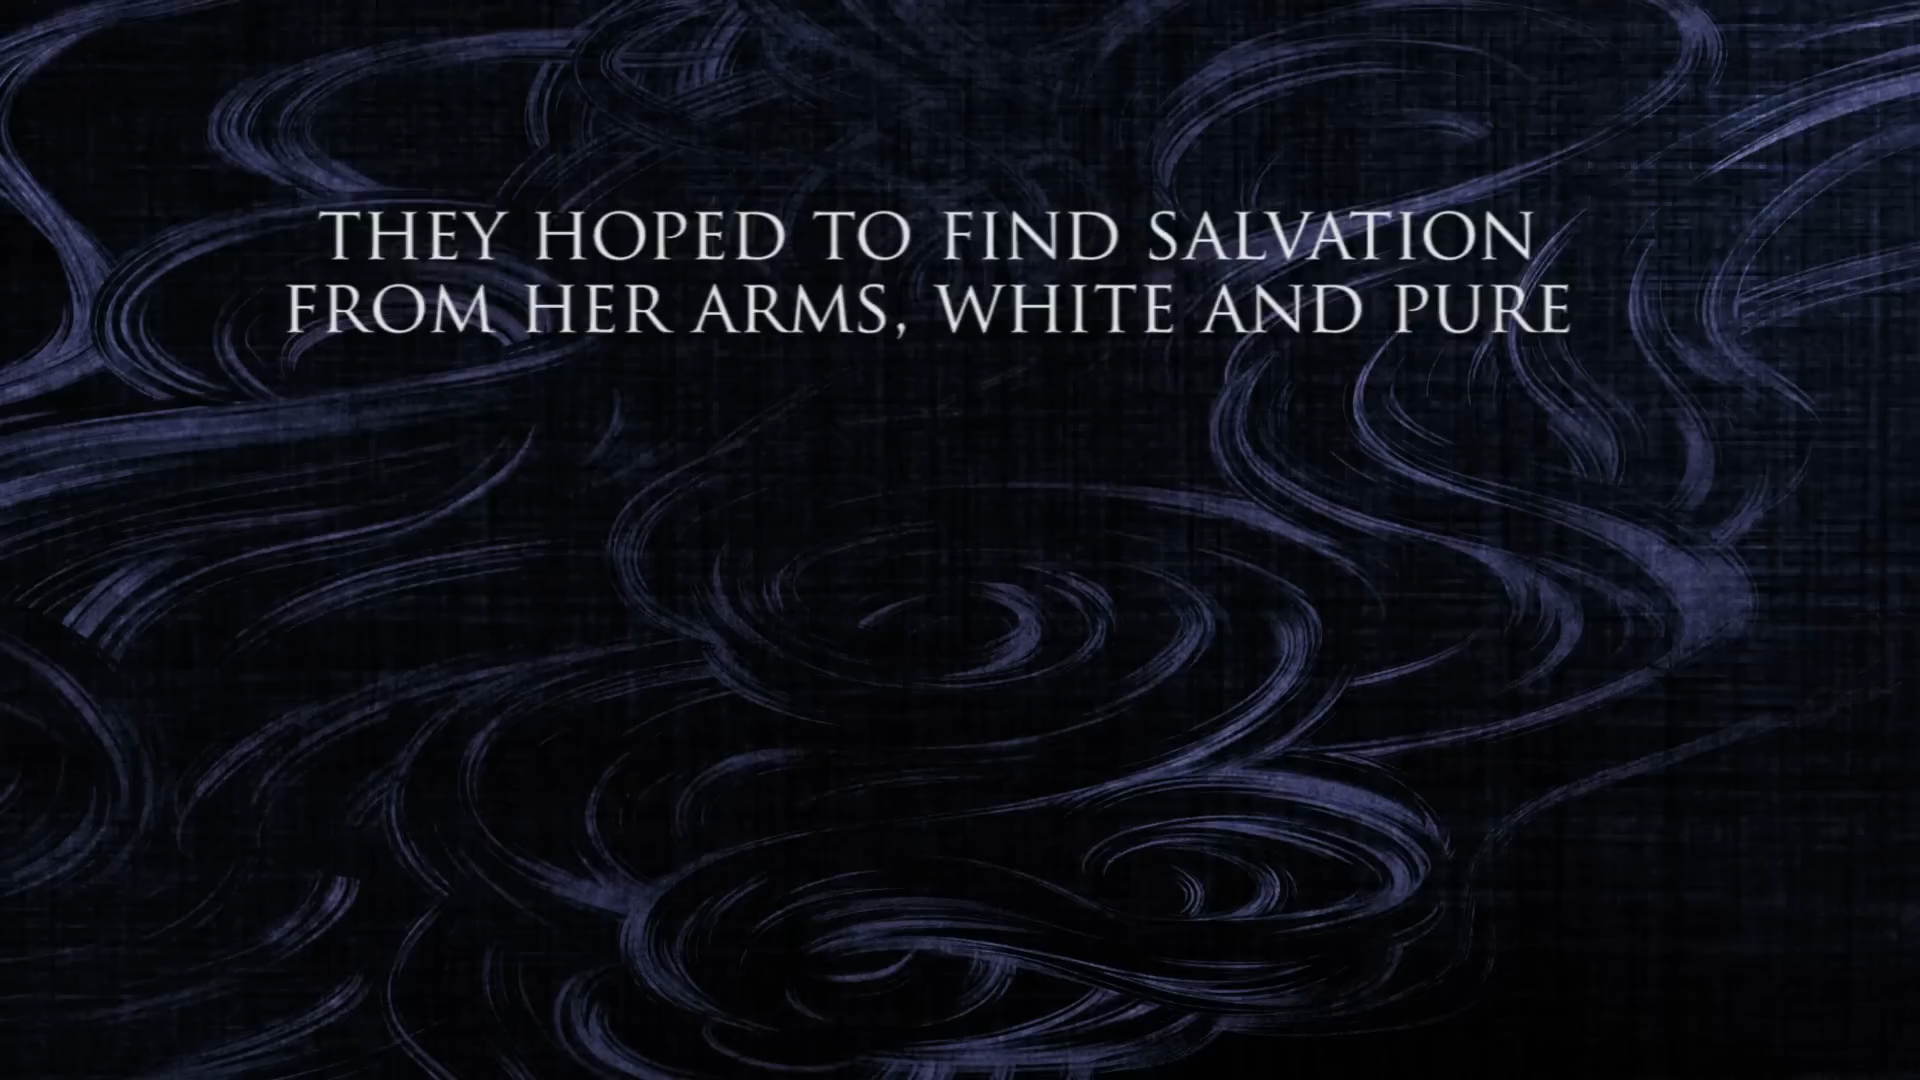 THEY HOPED TO FIND SALVATION
FROM HER ARMS, WHITE AND PURE